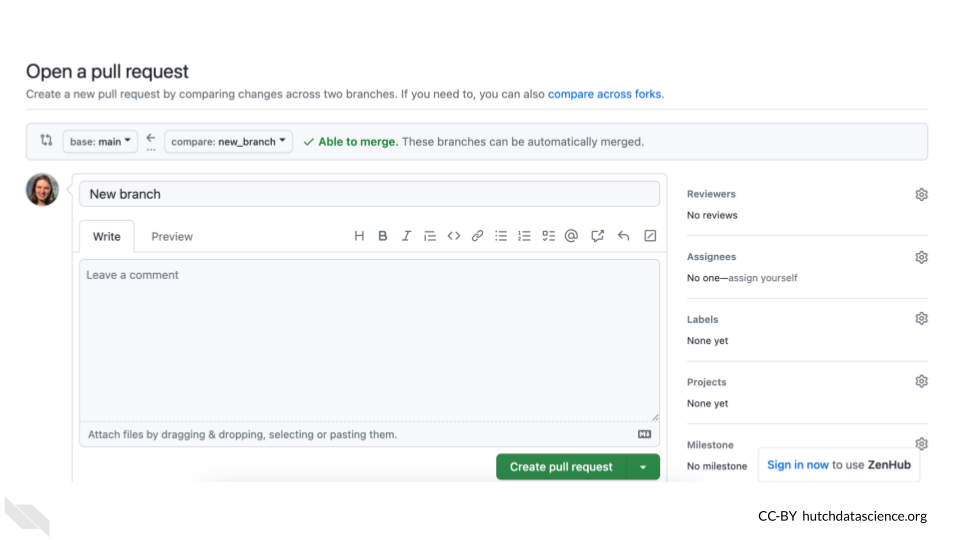 Open a pull request
Create a new pull request by comparing changes across two branches. If you need to, you can also compare across forks.
base: main
compare: new_branch
Able to merge. These branches can be automatically merged.
New branch
Write
Preview
Leave a comment
Attach files by dragging & dropping, selecting or pasting them.
Create pull request
Reviewers
No reviews
Assignees
No one—assign yourself
Labels
None yet
Projects
None yet
Milestone
No milestone
Sign in now to use ZenHub
CC-BY hutchdatascience.org